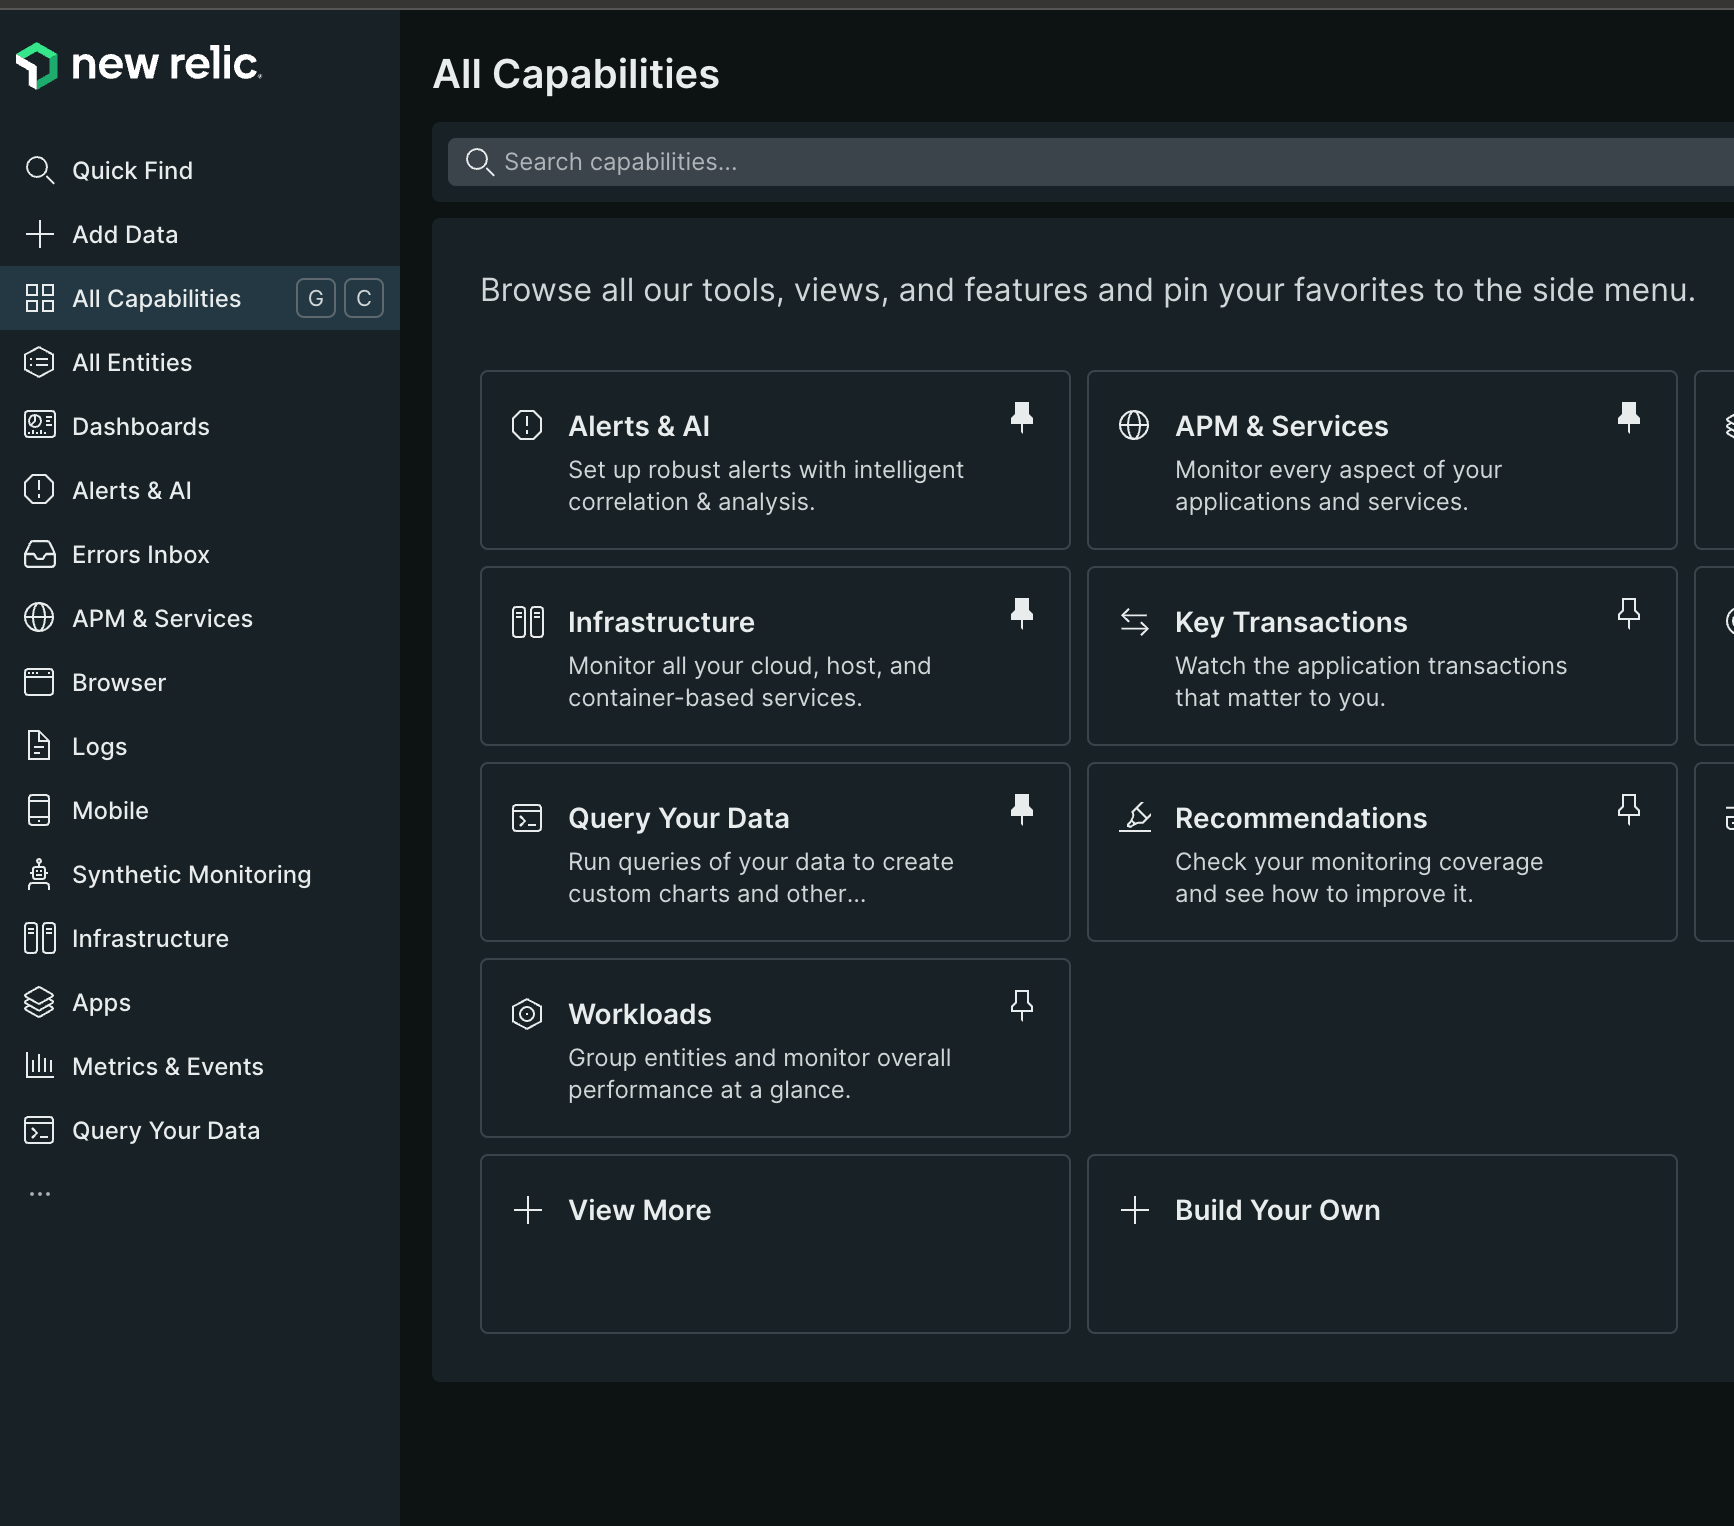 new relic
Quick Find
Add Data
All Capabilities G C
All Entities
Dashboards
Alerts & AI
Errors Inbox
APM & Services
Browser
Logs
Mobile
Synthetic Monitoring
Infrastructure
Apps
Metrics & Events
Query Your Data
...
All Capabilities
Search capabilities...
Browse all our tools, views, and features and pin your favorites to the side menu.
Alerts & AI
Set up robust alerts with intelligent
correlation & analysis.
APM & Services
Monitor every aspect of your
applications and services.
Infrastructure
Monitor all your cloud, host, and
container-based services.
Key Transactions
Watch the application transactions
that matter to you.
Query Your Data
Run queries of your data to create
custom charts and other...
Recommendations
Check your monitoring coverage
and see how to improve it.
Workloads
Group entities and monitor overall
performance at a glance.
View More
Build Your Own